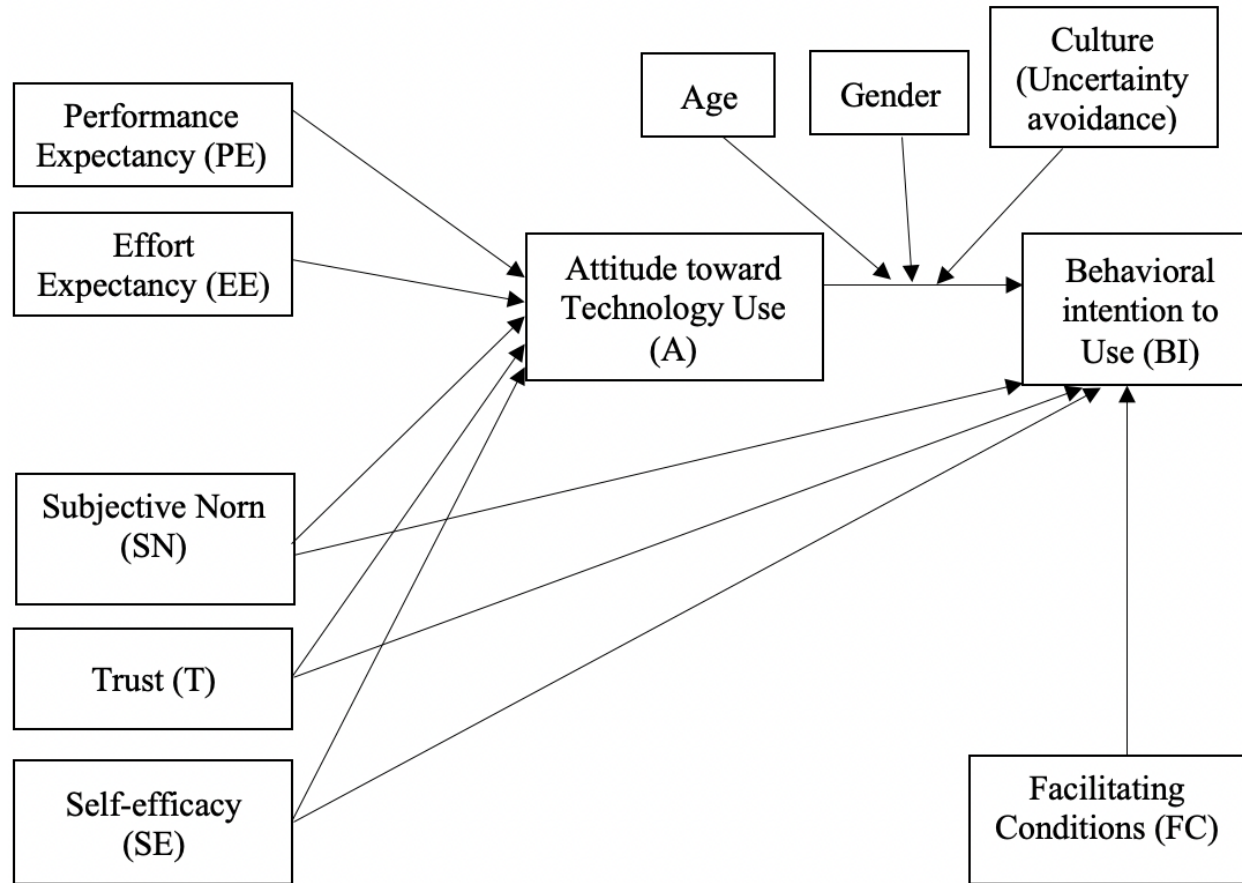 Performance
Expectancy (PE)
Effort
Expectancy (EE)
Subjective Norn
(SN)
Trust (T)
Self-efficacy
(SE)
Attitude toward
Technology Use
(A)
Age
Gender
Culture
(Uncertainty
avoidance)
Behavioral
intention to
Use (BI)
Facilitating
Conditions (FC)